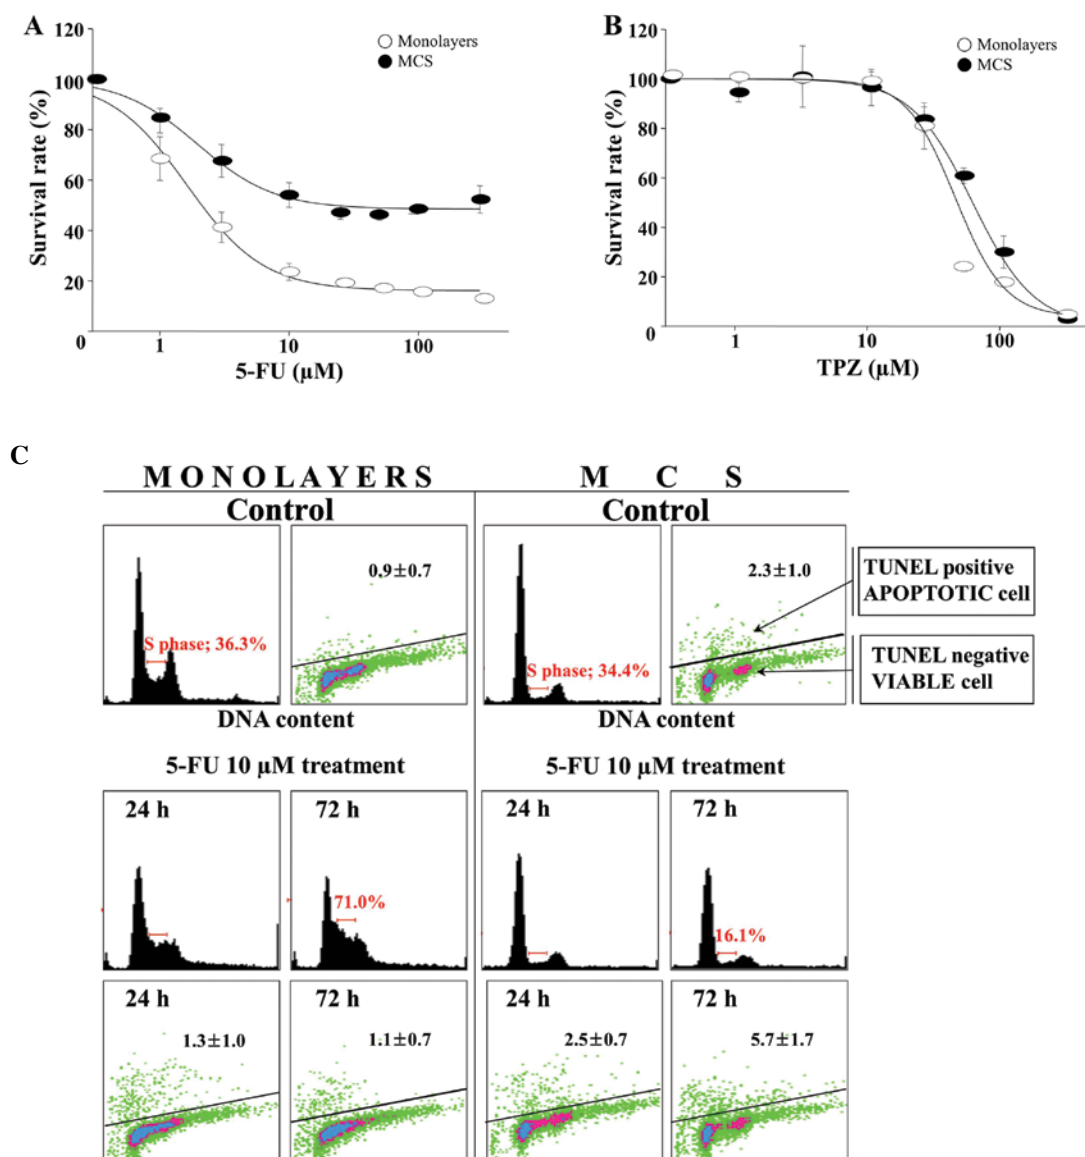 A
120
100
80
60
40
20
0
1
10
100
Survival rate (%)
5-FU (μM)
Monolayers
MCS
B
120
100
80
60
40
20
0
1
10
100
Survival rate (%)
TPZ (μM)
Monolayers
MCS
C
MONOLAYERS
M C S
Control
Control
S phase; 36.3%
0.9±0.7
S phase; 34.4%
2.3±1.0
TUNEL positive
APOPTOTIC cell
TUNEL negative
VIABLE cell
DNA content
DNA content
5-FU 10 μM treatment
5-FU 10 μM treatment
24 h
72 h
71.0%
24 h
72 h
16.1%
24 h
1.3±1.0
72 h
1.1±0.7
24 h
2.5±0.7
72 h
5.7±1.7